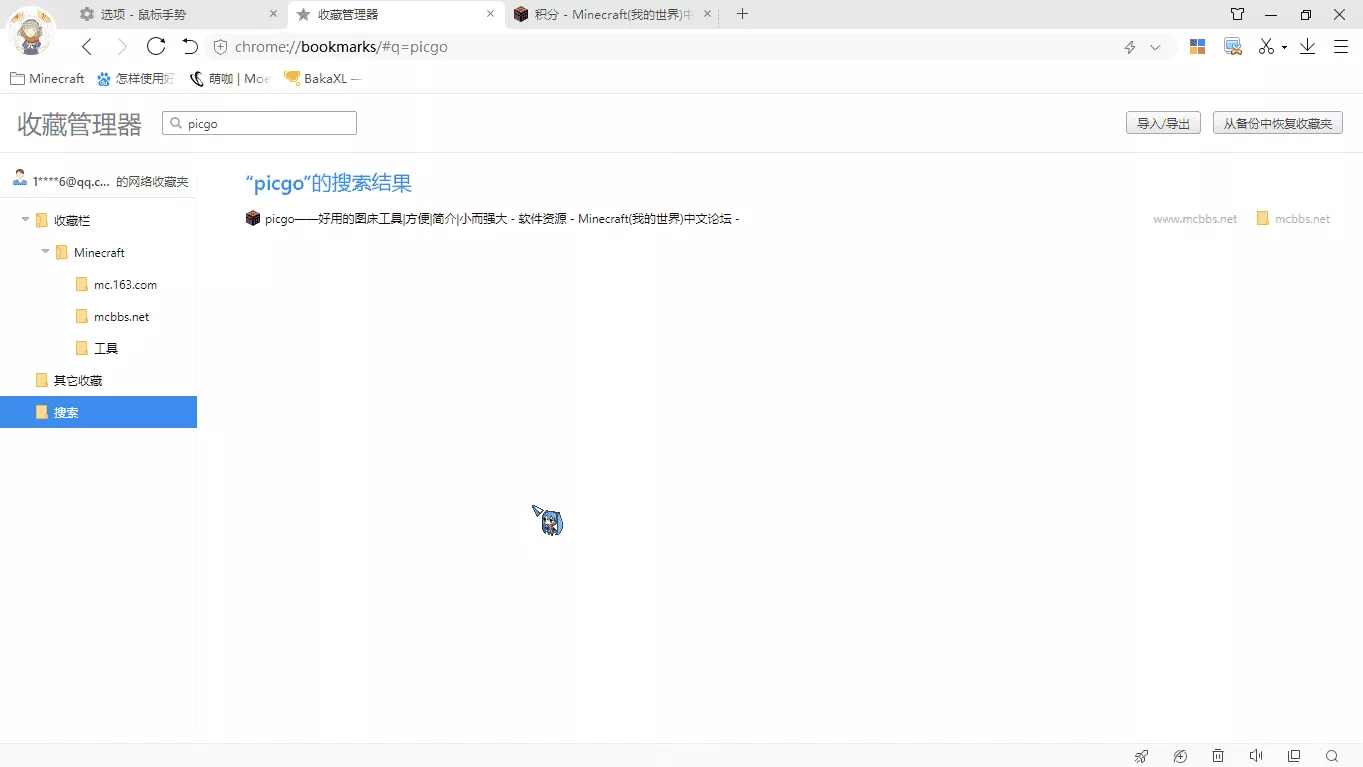 选项 - 鼠标手势
收藏管理器
积分 - Minecraft(我的世界)中
chrome://bookmarks/#q=picgo
Minecraft
怎样使用好
萌咖 | Moe
BakaXL —
收藏管理器
picgo
导入/导出
从备份中恢复收藏夹
1****6@qq.c... 的网络收藏夹
“picgo”的搜索结果
picgo——好用的图床工具|方便|简介|小而强大 - 软件资源 - Minecraft(我的世界)中文论坛 -
www.mcbbs.net
mcbbs.net
收藏栏
Minecraft
mc.163.com
mcbbs.net
工具
其它收藏
搜索